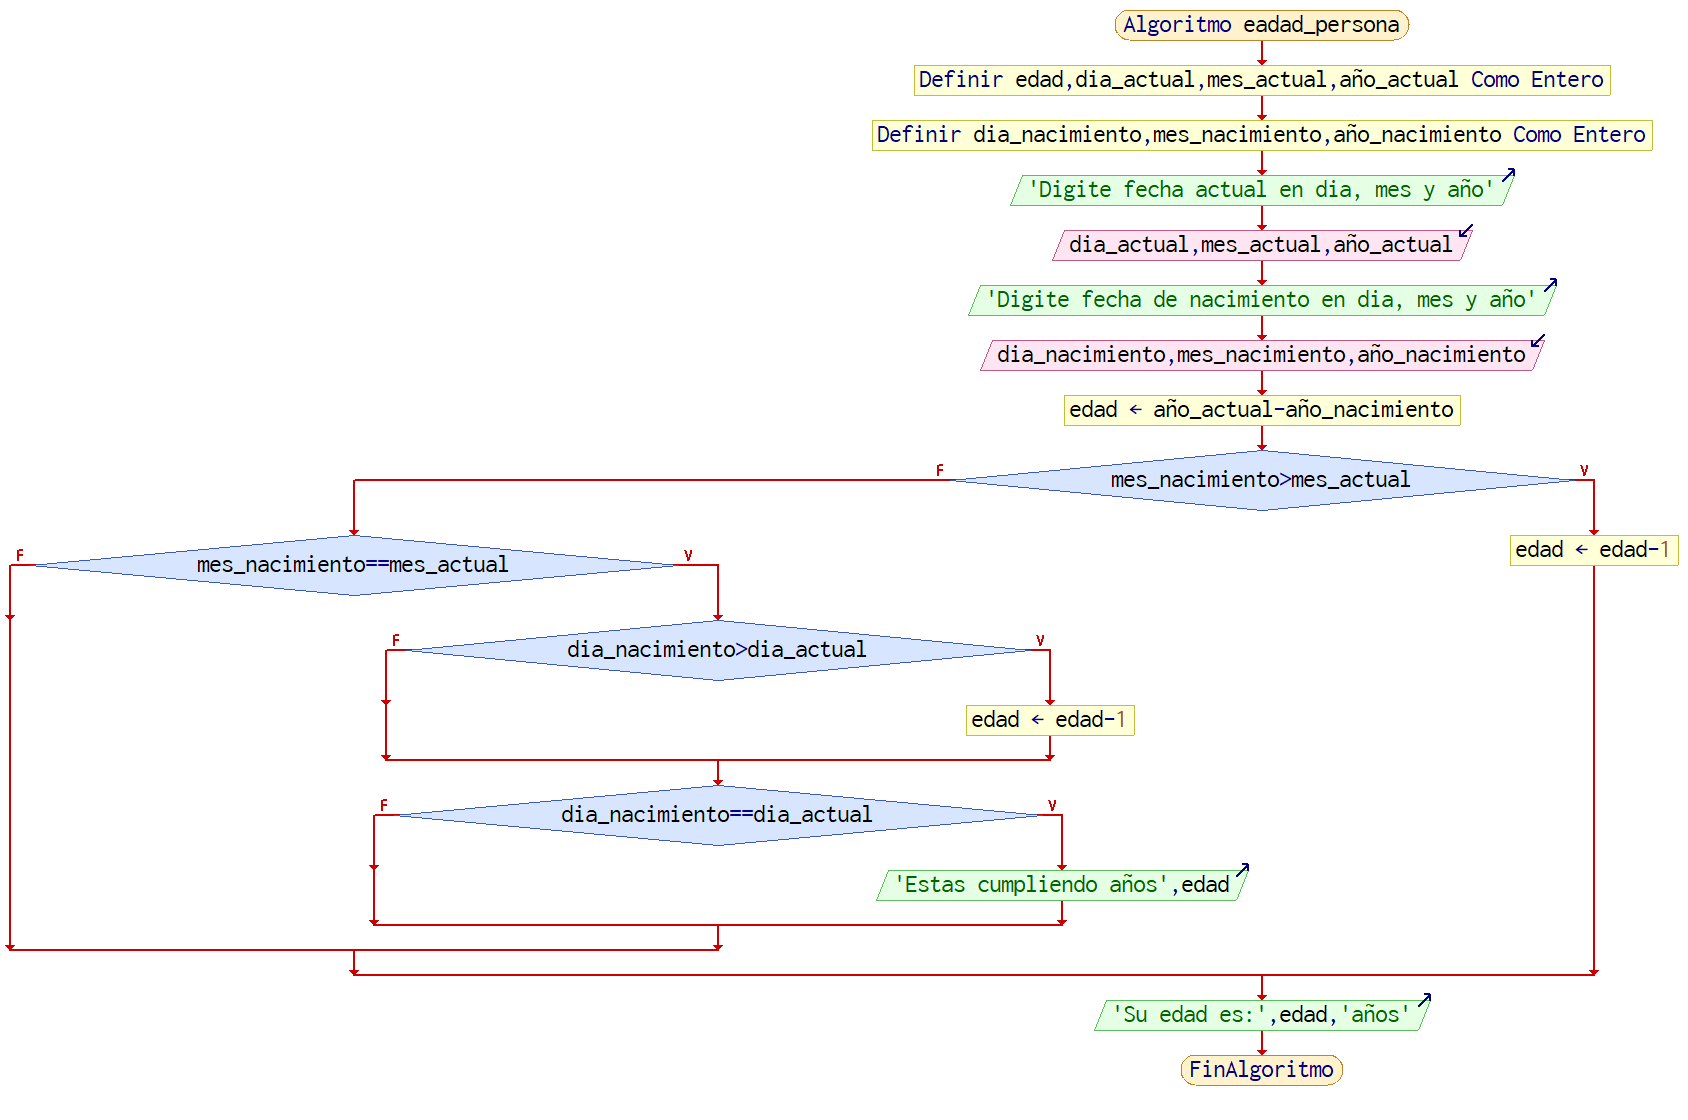 Algoritmo eadad_persona
Definir edad,dia_actual,mes_actual,año_actual Como Entero
Definir dia_nacimiento,mes_nacimiento,año_nacimiento Como Entero
'Digite fecha actual en dia, mes y año'
dia_actual,mes_actual,año_actual
'Digite fecha de nacimiento en dia, mes y año'
dia_nacimiento,mes_nacimiento,año_nacimiento
edad ← año_actual-año_nacimiento
F
V
mes_nacimiento>mes_actual
edad ← edad-1
F
V
mes_nacimiento==mes_actual
F
V
dia_nacimiento>dia_actual
edad ← edad-1
F
V
dia_nacimiento==dia_actual
'Estas cumpliendo años',edad
'Su edad es:',edad,'años'
FinAlgoritmo